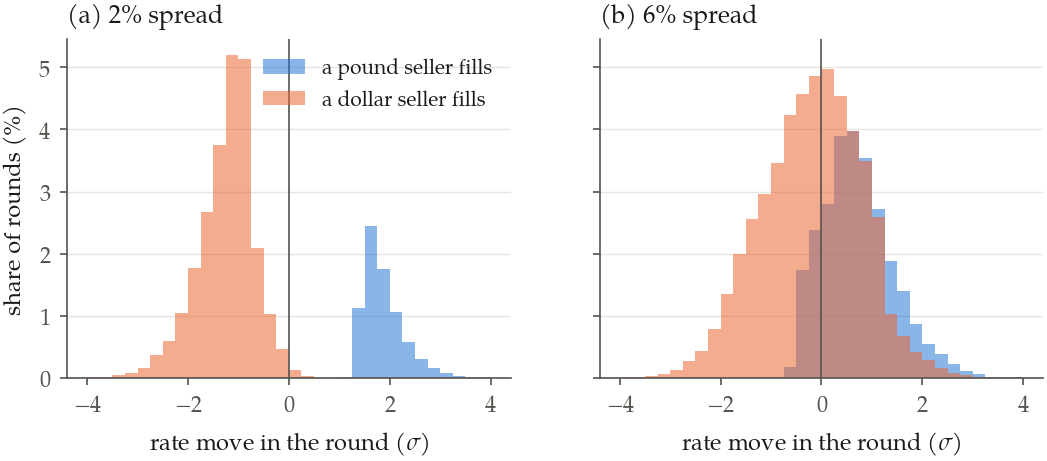 (a) 2% spread
(b) 6% spread
a pound seller fills
a dollar seller fills
share of rounds (%)
5
4
3
2
1
0
−4 −2 0 2 4
−4 −2 0 2 4
rate move in the round (σ)
rate move in the round (σ)